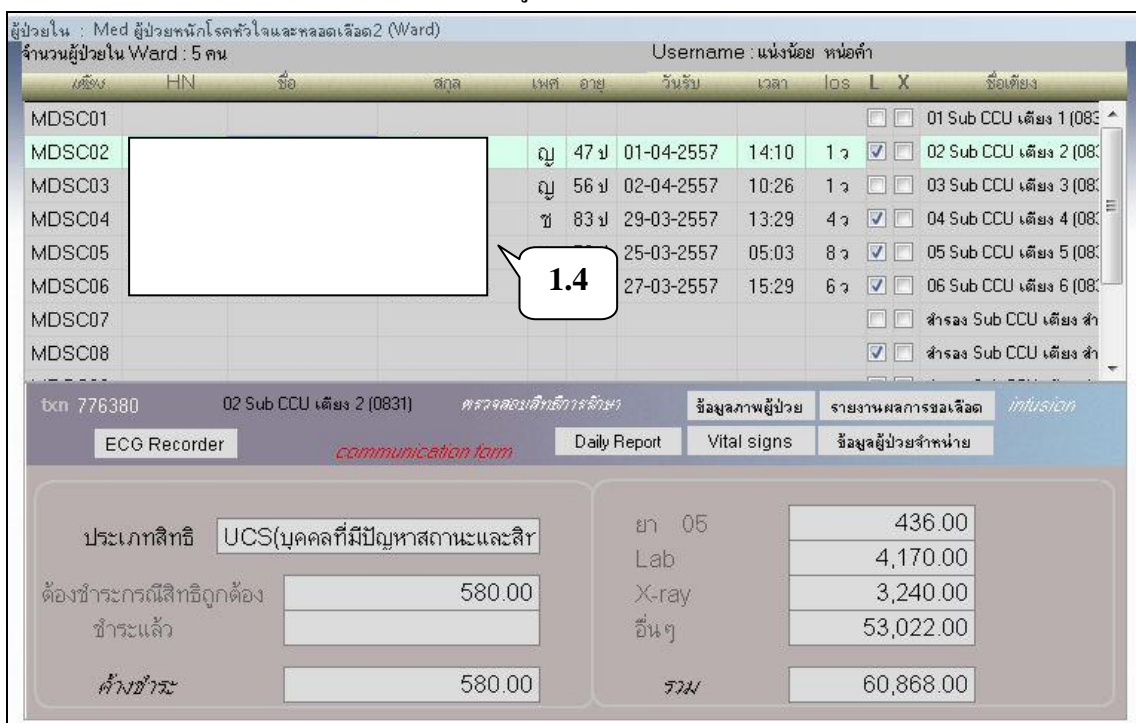 ผู้ป่วยใน : Med ผู้ป่วยหนักโรคหัวใจและหลอดเลือด2 (Ward)
จำนวนผู้ป่วยใน Ward : 5 คน Username : แน่งน้อย หน่อคำ
เตียง HN ชื่อ สกุล เพศ อายุ วันรับ เวลา los L X ชื่อเตียง
MDSC01 01 Sub CCU เตียง 1 (083
MDSC02 ญ 47 ป 01-04-2557 14:10 1 ว 02 Sub CCU เตียง 2 (083
MDSC03 ญ 56 ป 02-04-2557 10:26 1 ว 03 Sub CCU เตียง 3 (083
MDSC04 ช 83 ป 29-03-2557 13:29 4 ว 04 Sub CCU เตียง 4 (083
MDSC05 25-03-2557 05:03 8 ว 05 Sub CCU เตียง 5 (083
MDSC06 27-03-2557 15:29 6 ว 06 Sub CCU เตียง 6 (083
1.4
MDSC07 สำรอง Sub CCU เตียง สำ
MDSC08 สำรอง Sub CCU เตียง สำ
txn 776380 02 Sub CCU เตียง 2 (0831) ตรวจสอบสิทธิการรักษา ข้อมูลภาพผู้ป่วย รายงานผลการขอเลือด infusion
ECG Recorder communication form Daily Report Vital signs ข้อมูลผู้ป่วยจำหน่าย
ประเภทสิทธิ UCS(บุคคลที่มีปัญหาสถานะและสิท
ต้องชำระกรณีสิทธิถูกต้อง 580.00
ชำระแล้ว
ค้างชำระ 580.00
ยา 05 436.00
Lab 4,170.00
X-ray 3,240.00
อื่นๆ 53,022.00
รวม 60,868.00